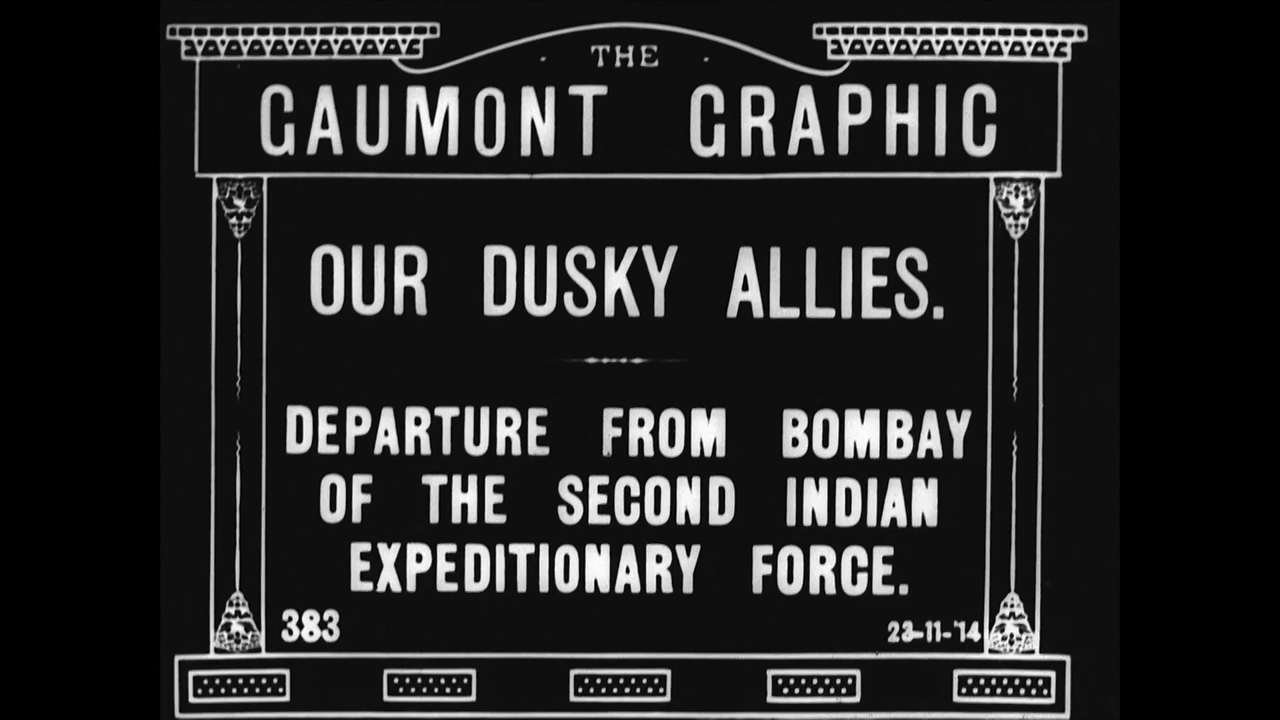 THE
GAUMONT GRAPHIC
OUR DUSKY ALLIES.
DEPARTURE FROM BOMBAY
OF THE SECOND INDIAN
EXPEDITIONARY FORCE.
383
23-11-'14